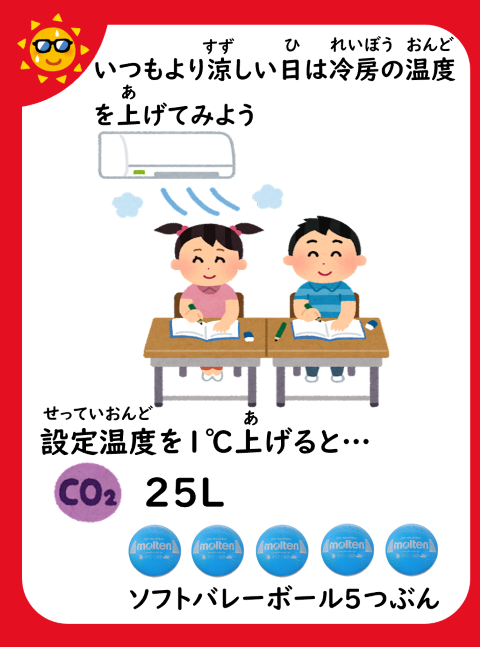 すず ひ れいぼう おんど
いつもより涼しい日は冷房の温度
あ
を上げてみよう
せっていおんど あ
設定温度を1℃上げると…
CO₂ 25L
molten molten molten molten molten
ソフトバレーボール5つぶん